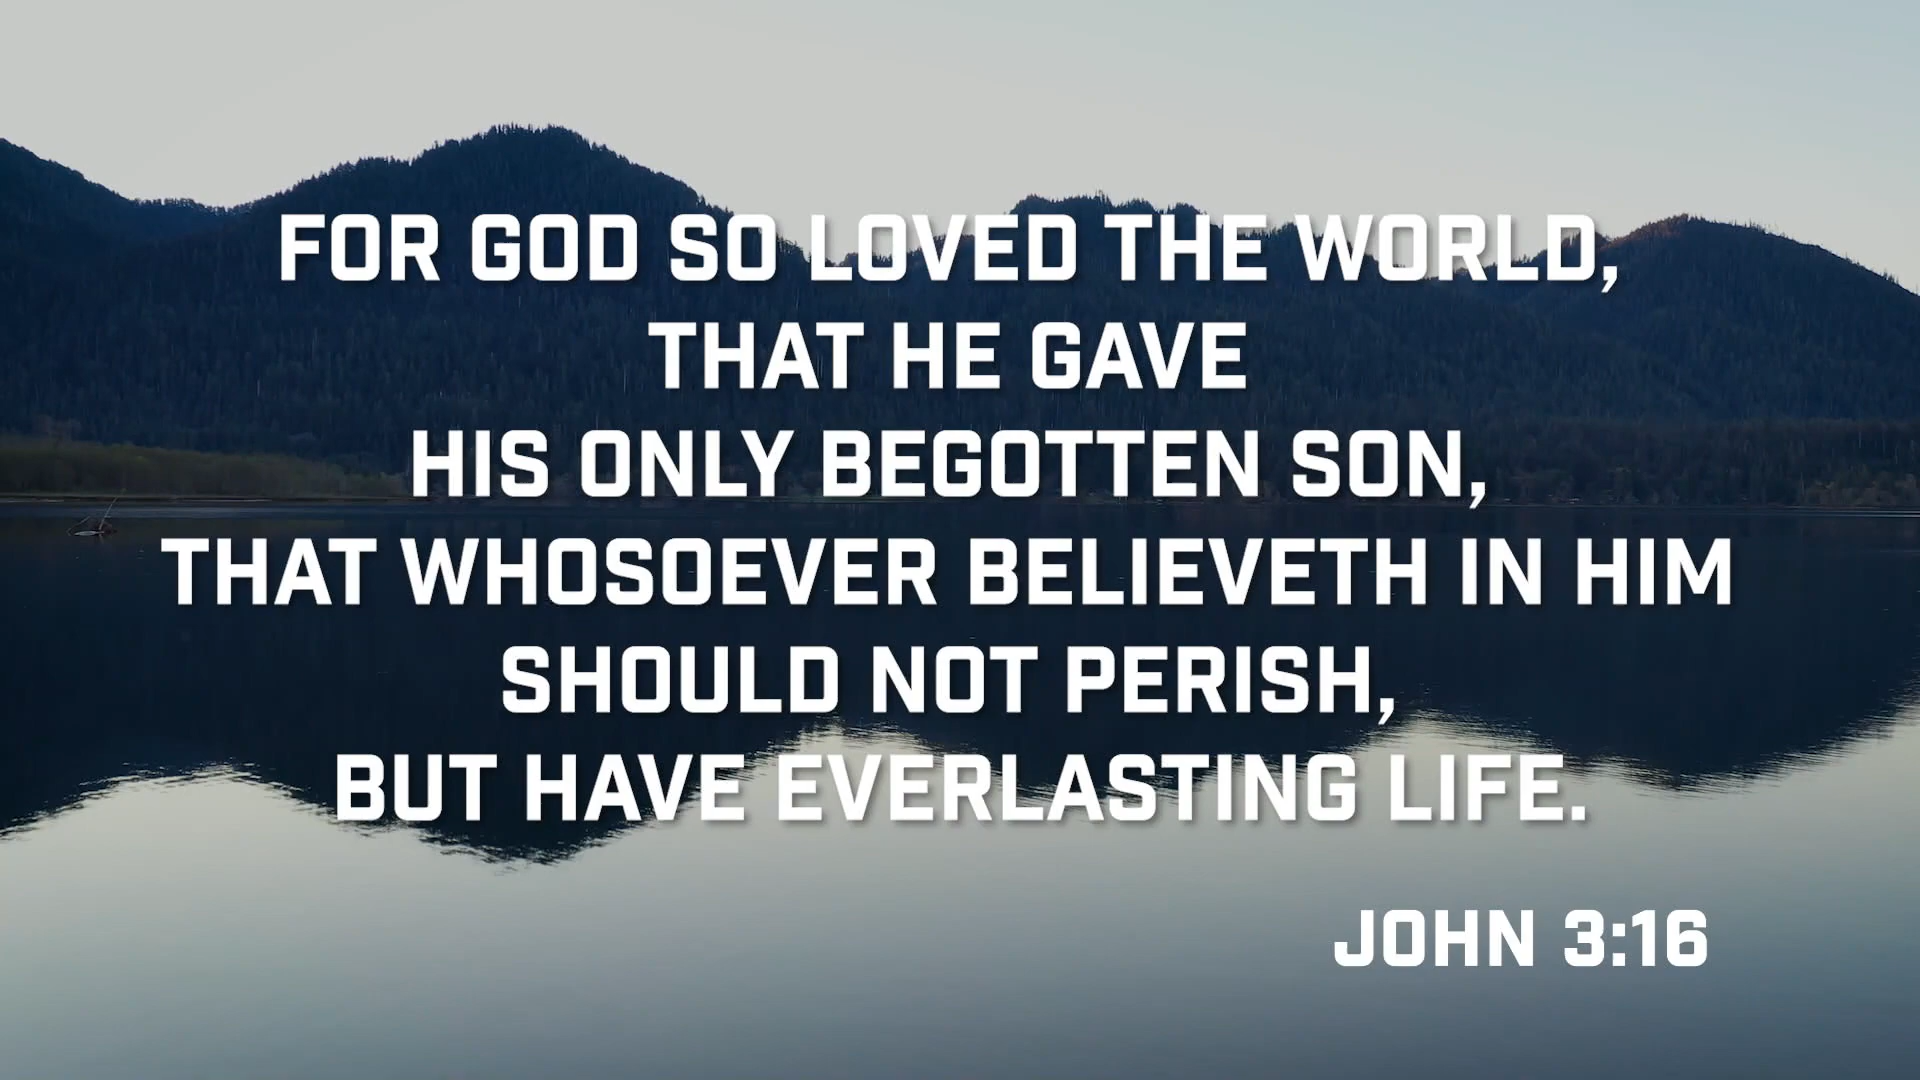 FOR GOD SO LOVED THE WORLD,
THAT HE GAVE
HIS ONLY BEGOTTEN SON,
THAT WHOSOEVER BELIEVETH IN HIM
SHOULD NOT PERISH,
BUT HAVE EVERLASTING LIFE.
JOHN 3:16